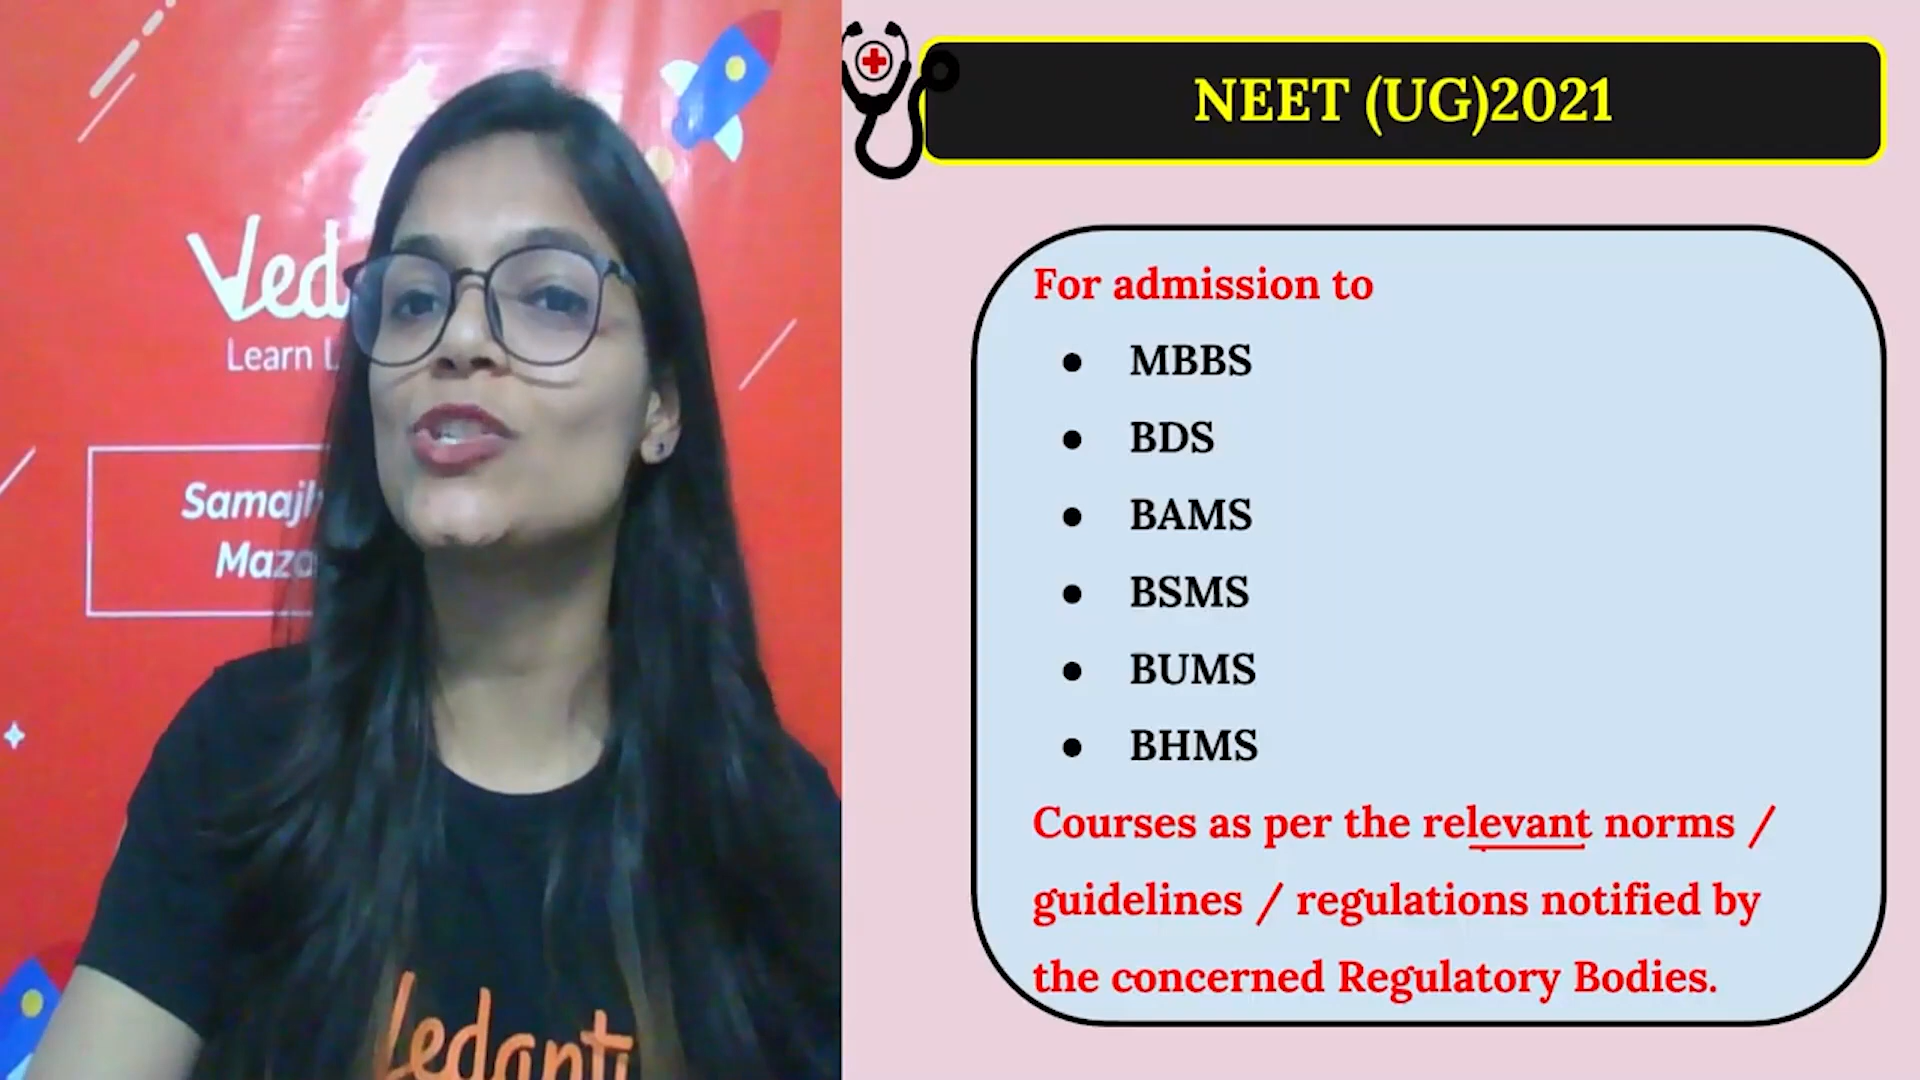 NEET (UG)2021
For admission to
● MBBS
● BDS
● BAMS
● BSMS
● BUMS
● BHMS
Courses as per the relevant norms /
guidelines / regulations notified by
the concerned Regulatory Bodies.
Learn
Vedantu